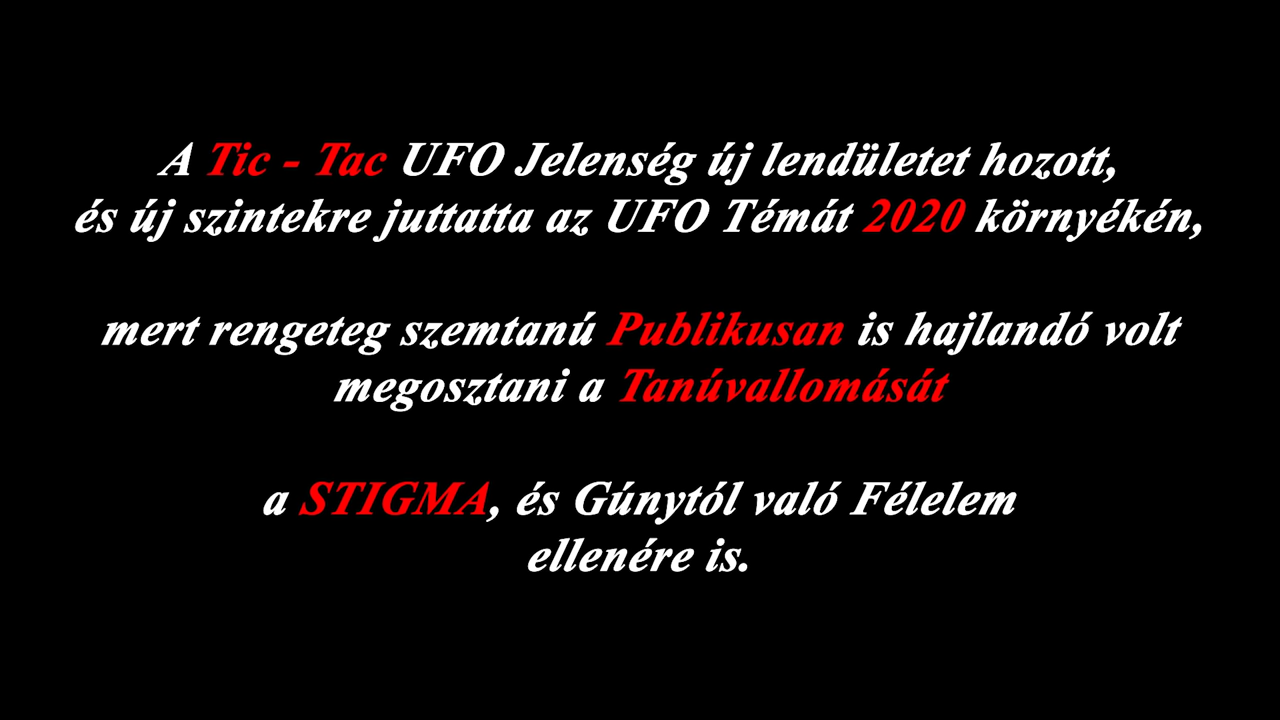 A Tic - Tac UFO Jelenség új lendületet hozott,
és új szintekre juttatta az UFO Témát 2020 környékén,
mert rengeteg szemtanú Publikusan is hajlandó volt
megosztani a Tanúvallomását
a STIGMA, és Gúnytól való Félelem
ellenére is.